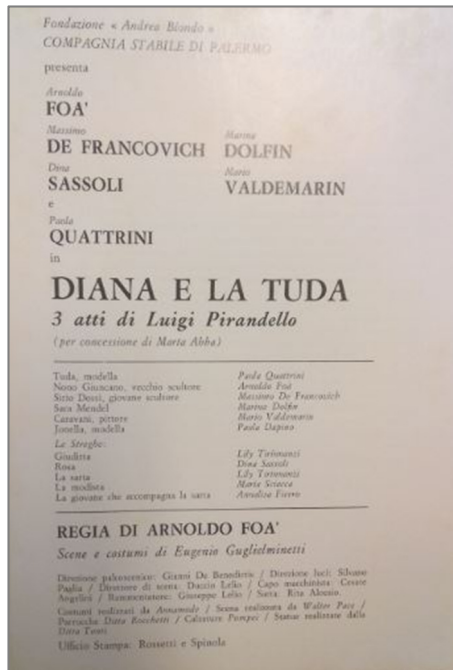 Fondazione « Andrea Biondo »
COMPAGNIA STABILE DI PALERMO
presenta
Arnoldo
FOA'
Massimo Marina
DE FRANCOVICH DOLFIN
Dina Mario
SASSOLI VALDEMARIN
e
Paola
QUATTRINI
in
DIANA E LA TUDA
3 atti di Luigi Pirandello
(per concessione di Marta Abba)
Tuda, modella Paola Quattrini
Nono Giuncano, vecchio scultore Arnoldo Foà
Sirio Dossi, giovane scultore Massimo De Francovich
Sara Mendel Marina Dolfin
Caravani, pittore Mario Valdemarin
Jonella, modella Paola Dapino
Le Streghe:
Giuditta Lily Tirinnanzi
Rosa Dina Sassoli
La sarta Lily Tirinnanzi
La modista Maria
La giovane che accompagna la sarta Annalisa Fierro
REGIA DI ARNOLDO FOA'
Scene e costumi di Eugenio Guglielminetti
Direzione palcoscenico: Gianni De Benedittis / Direzione luci: Silvano
Paglia / Direttore di scena: Duccio Lelio / Capo macchinista: Cesare
Angelini / Rammentatore: Giuseppe Lelio / Sarta: Rita Aloisio.
Costumi realizzati da Annamode / Scena realizzata da Walter Pace /
Parrucche Ditta Rocchetti / Calzature Pompei / Statue realizzate dalla
Ditta
Ufficio Stampa: Rossetti e Spinola